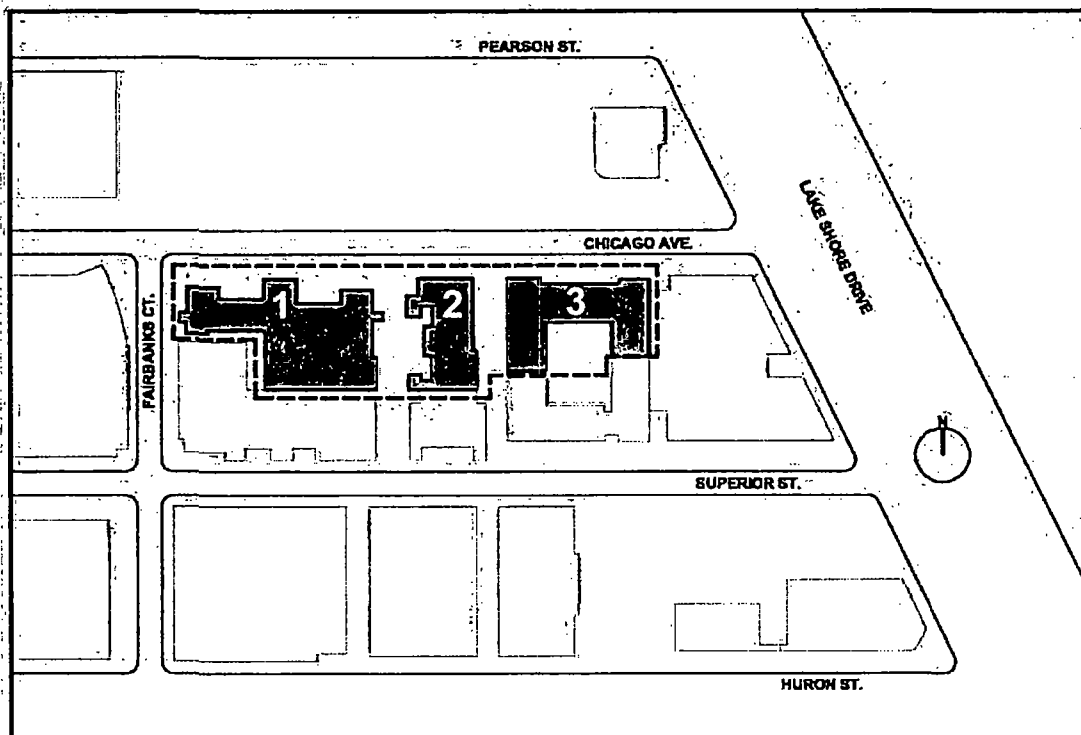 PEARSON ST.
LAKE SHORE DRIVE
CHICAGO AVE.
1
2
3
FAIRBANKS CT.
N
SUPERIOR ST.
HURON ST.